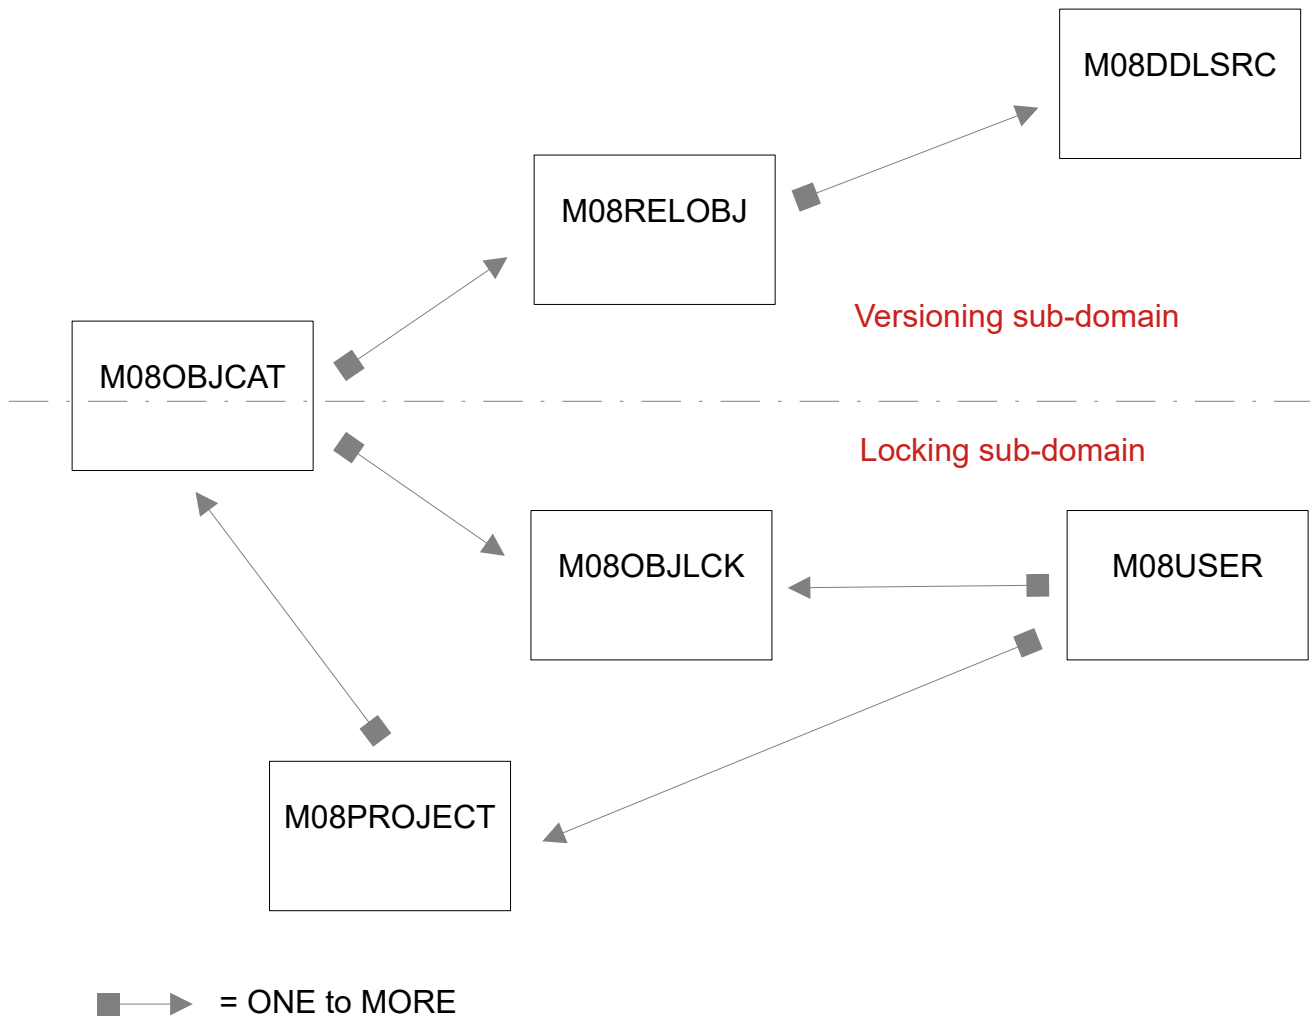 M08DDLSRC
M08RELOBJ
Versioning sub-domain
M08OBJCAT
Locking sub-domain
M08OBJLCK
M08USER
M08PROJECT
= ONE to MORE